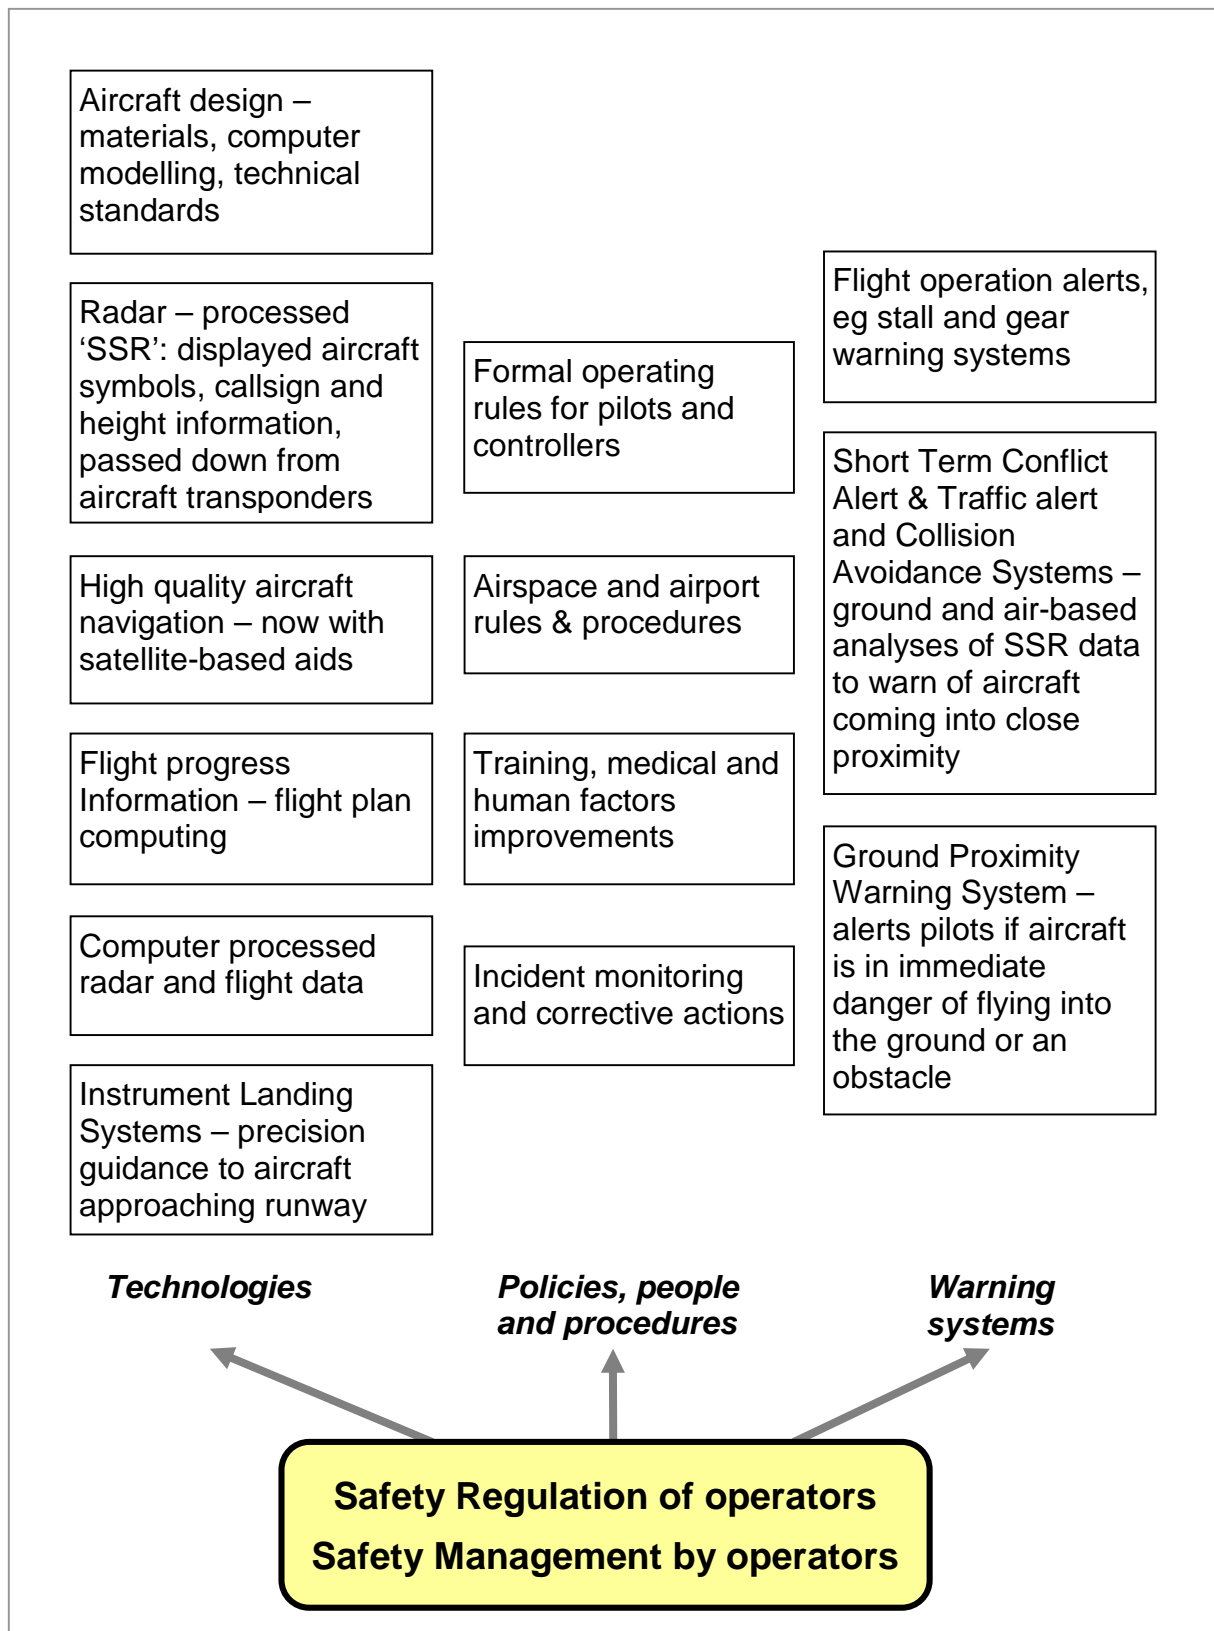 Aircraft design –
materials, computer
modelling, technical
standards
Radar – processed
‘SSR’: displayed aircraft
symbols, callsign and
height information,
passed down from
aircraft transponders
High quality aircraft
navigation – now with
satellite-based aids
Flight progress
Information – flight plan
computing
Computer processed
radar and flight data
Instrument Landing
Systems – precision
guidance to aircraft
approaching runway
Technologies
Formal operating
rules for pilots and
controllers
Airspace and airport
rules & procedures
Training, medical and
human factors
improvements
Incident monitoring
and corrective actions
Policies, people
and procedures
Flight operation alerts,
eg stall and gear
warning systems
Short Term Conflict
Alert & Traffic alert
and Collision
Avoidance Systems –
ground and air-based
analyses of SSR data
to warn of aircraft
coming into close
proximity
Ground Proximity
Warning System –
alerts pilots if aircraft
is in immediate
danger of flying into
the ground or an
obstacle
Warning
systems
Safety Regulation of operators
Safety Management by operators